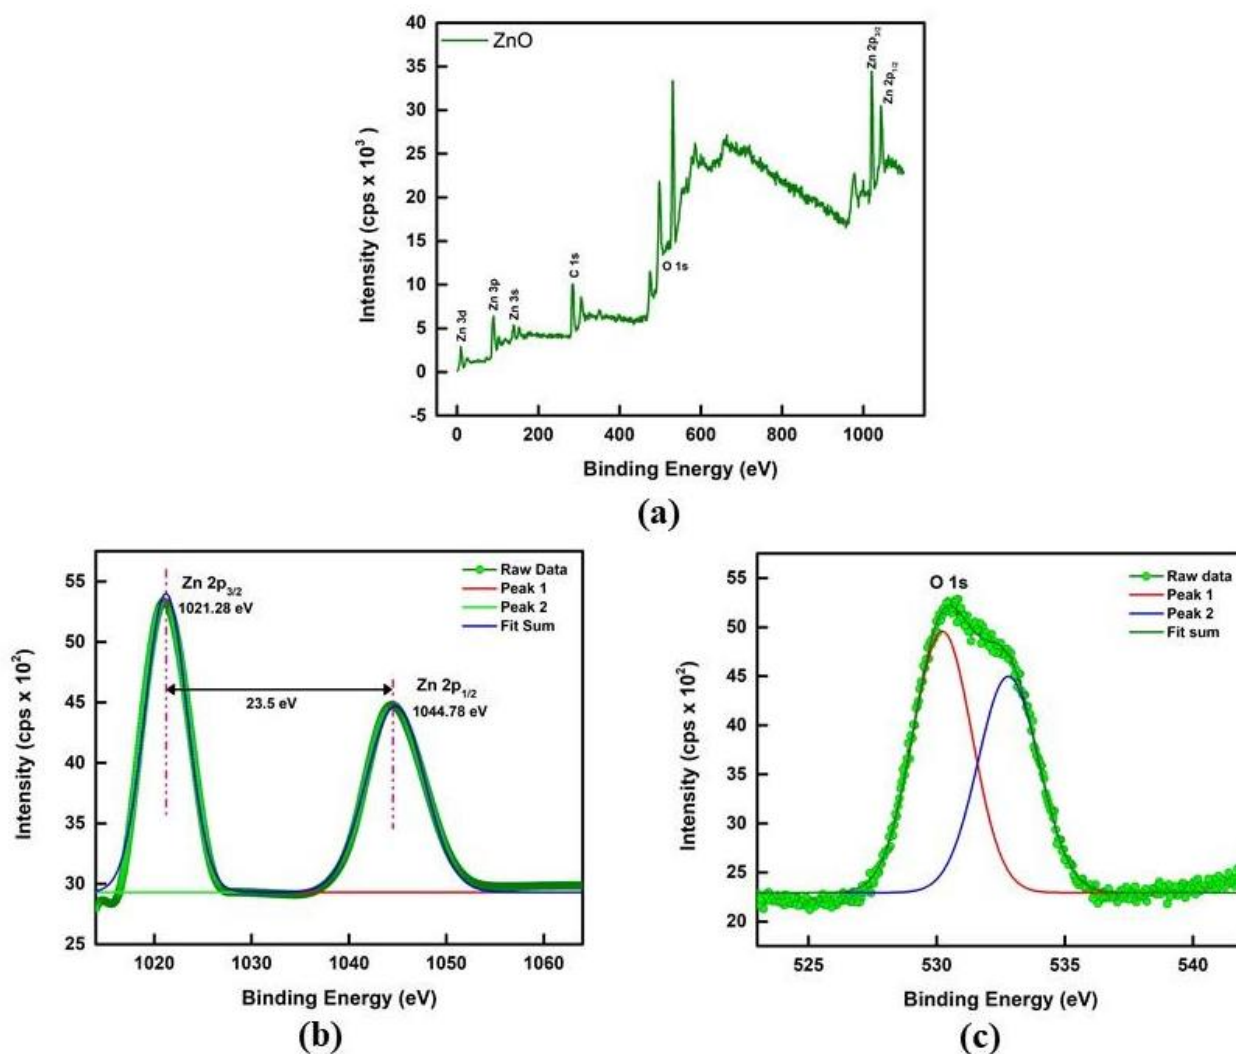 40
35
30
25
20
15
10
5
0
-5
Intensity (cps x 10³)
ZnO
Zn 3d
Zn 3p
Zn 3s
C 1s
O 1s
Zn 2p₃/₂
Zn 2p₁/₂
0 200 400 600 800 1000
Binding Energy (eV)
(a)
55
50
45
40
35
30
25
Intensity (cps x 10²)
Zn 2p₃/₂
1021.28 eV
Raw Data
Peak 1
Peak 2
Fit Sum
23.5 eV
Zn 2p₁/₂
1044.78 eV
1020 1030 1040 1050 1060
Binding Energy (eV)
(b)
55
50
45
40
35
30
25
20
Intensity (cps x 10²)
O 1s
Raw data
Peak 1
Peak 2
Fit sum
525 530 535 540
Binding Energy (eV)
(c)